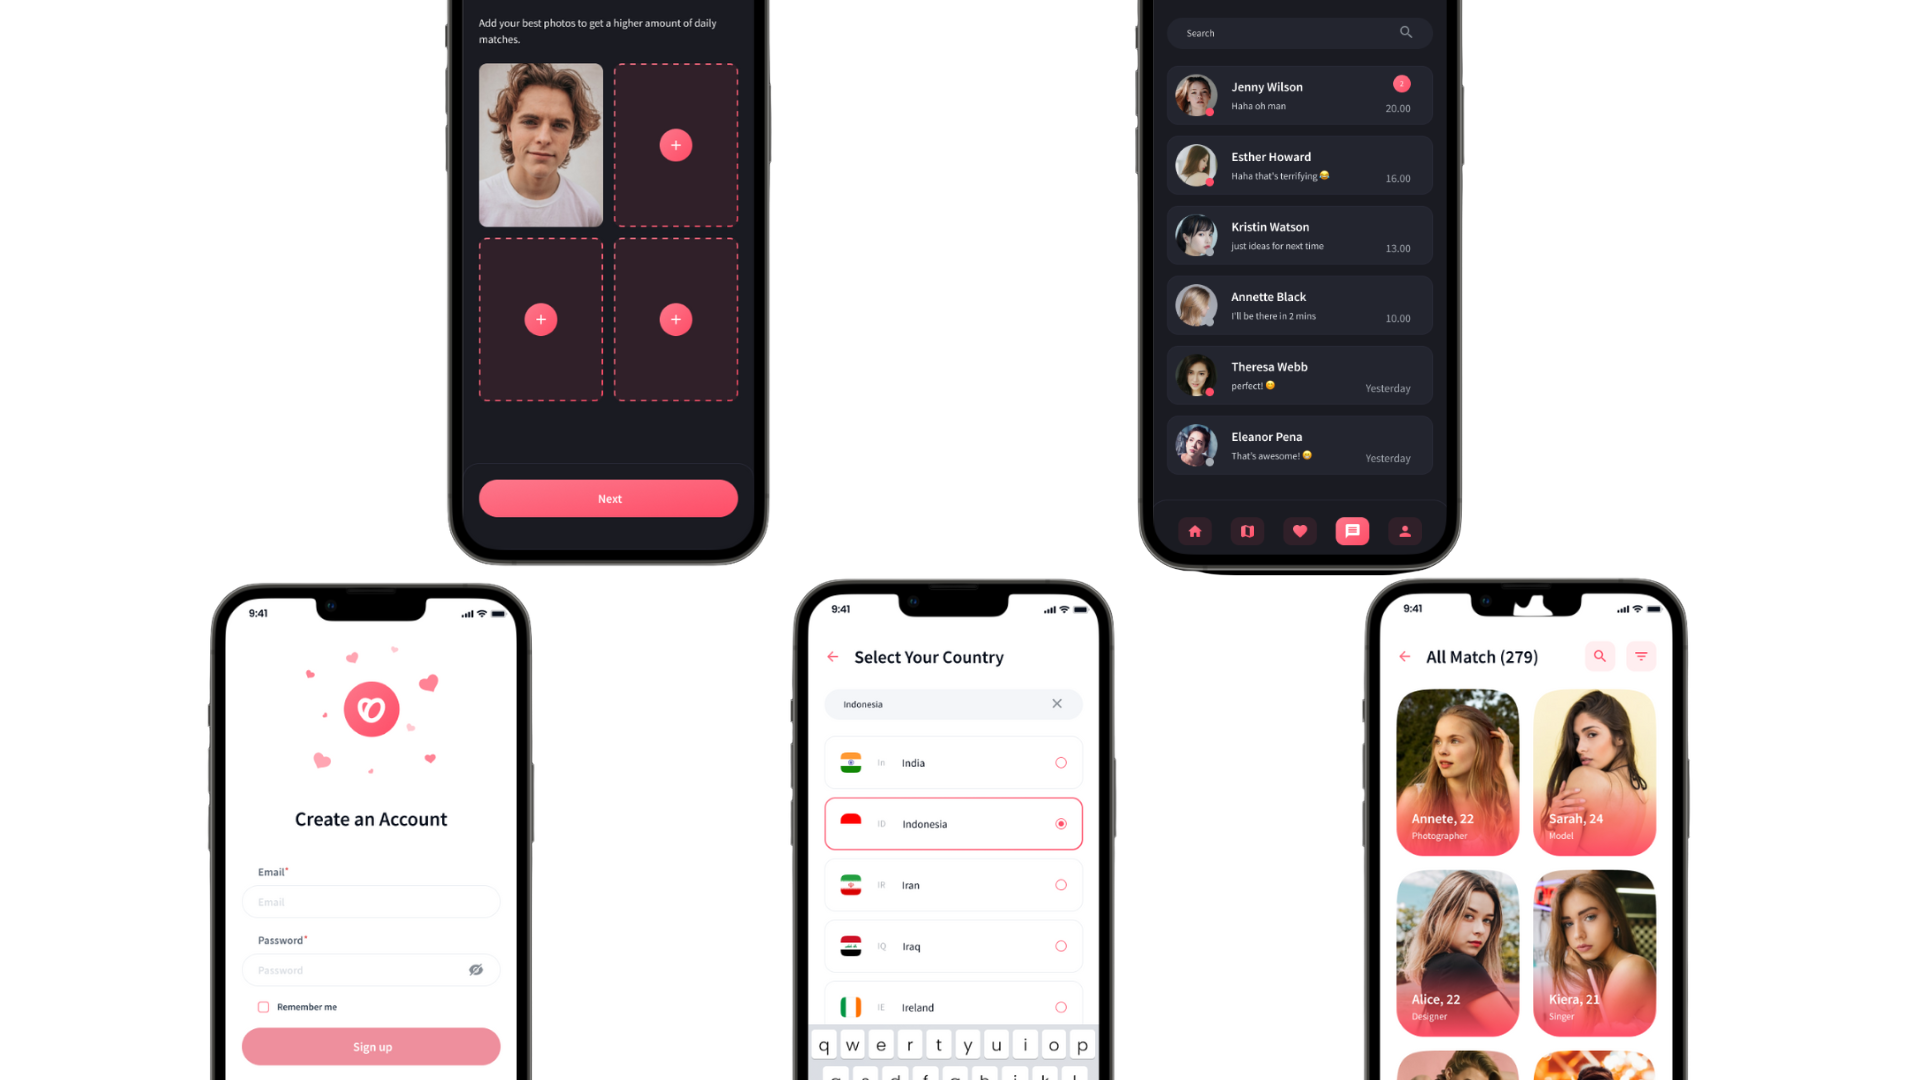 Add your best photos to get a higher amount of daily
matches.
Next
Search
Jenny Wilson
2
Haha oh man
20.00
Esther Howard
Haha that's terrifying 😂
16.00
Kristin Watson
just ideas for next time
13.00
Annette Black
I'll be there in 2 mins
10.00
Theresa Webb
perfect! 😊
Yesterday
Eleanor Pena
That's awesome! 😁
Yesterday
9:41
Create an Account
Email*
Email
Password*
Password
Remember me
Sign up
9:41
Select Your Country
Indonesia
In India
ID Indonesia
IR Iran
IQ Iraq
IE Ireland
q w e r t y u i o p
9:41
All Match (279)
Annete, 22
Photographer
Sarah, 24
Model
Alice, 22
Designer
Kiera, 21
Singer